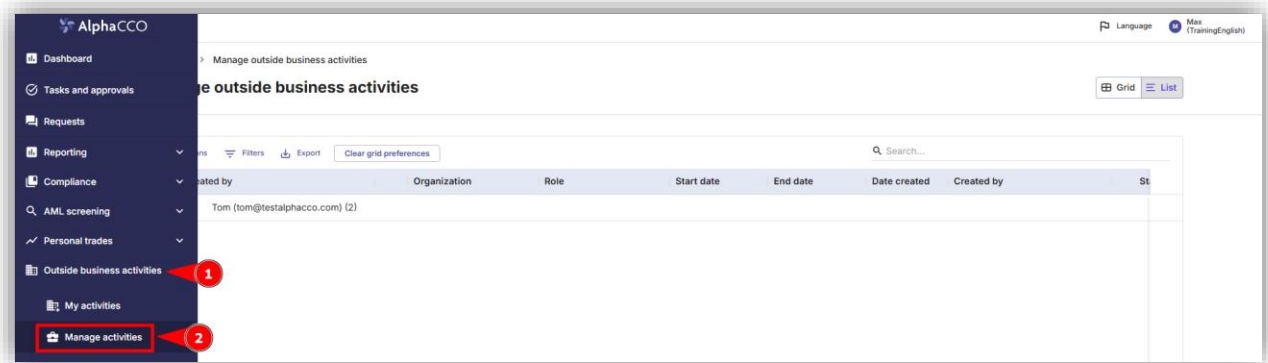 AlphaCCO
Language
M
Max
(TrainingEnglish)
Dashboard
> Manage outside business activities
Tasks and approvals
ge outside business activities
Grid
List
Requests
Reporting
ns
Filters
Export
Clear grid preferences
Search...
Compliance
eated by
Organization
Role
Start date
End date
Date created
Created by
St
AML screening
Tom (tom@testalphacco.com) (2)
Personal trades
Outside business activities
1
My activities
Manage activities
2